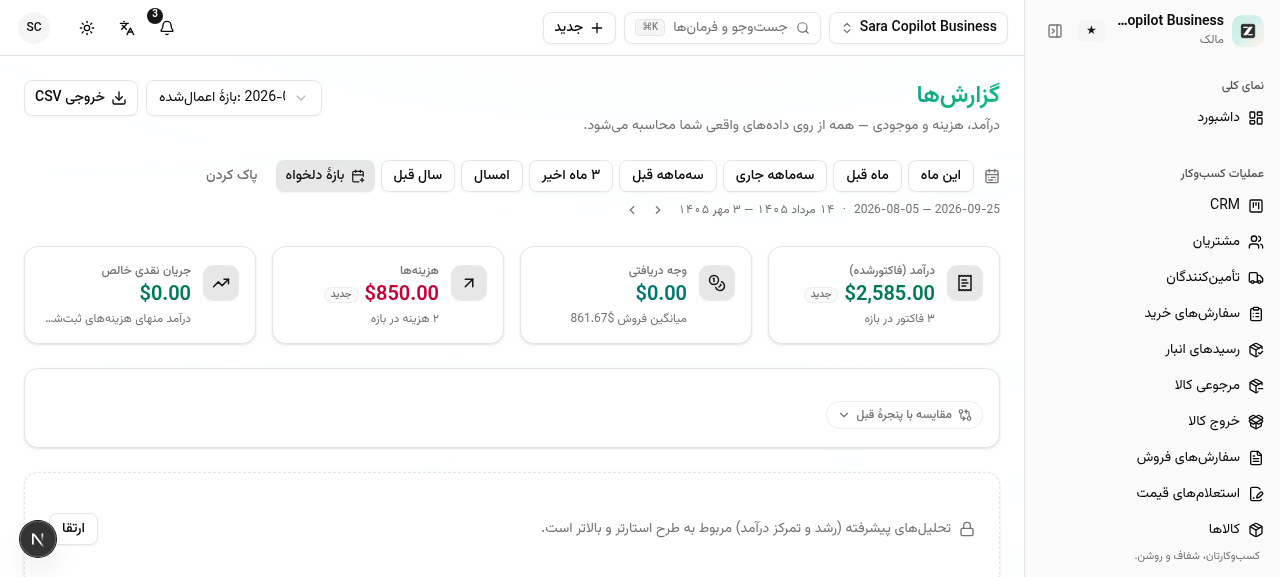 ...opilot Business
مالک
نمای کلی
داشبورد
عملیات کسب‌وکار
CRM
مشتریان
تأمین‌کنندگان
سفارش‌های خرید
رسیدهای انبار
مرجوعی کالا
خروج کالا
سفارش‌های فروش
استعلام‌های قیمت
کالاها
کسب‌وکارتان، شفاف و روشن.
Sara Copilot Business
جست‌وجو و فرمان‌ها
⌘K
جدید
3
SC
گزارش‌ها
درآمد، هزینه و موجودی — همه از روی داده‌های واقعی شما محاسبه می‌شود.
بازهٔ اعمال‌شده: 2026-0
خروجی CSV
این ماه
ماه قبل
سه‌ماهه جاری
سه‌ماهه قبل
۳ ماه اخیر
امسال
سال قبل
بازهٔ دلخواه
پاک کردن
2026-08-05 — 2026-09-25 · ۱۴ مرداد ۱۴۰۵ — ۳ مهر ۱۴۰۵
درآمد (فاکتورشده)
$2,585.00 جدید
۳ فاکتور در بازه
وجه دریافتی
$0.00
میانگین فروش $861.67
هزینه‌ها
$850.00 جدید
۲ هزینه در بازه
جریان نقدی خالص
$0.00
درآمد منهای هزینه‌های ثبت‌ش...
مقایسه با پنجرهٔ قبل
تحلیل‌های پیشرفته (رشد و تمرکز درآمد) مربوط به طرح استارتر و بالاتر است.
ارتقا
N